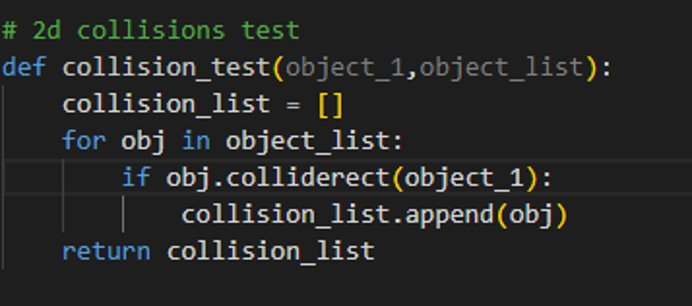 # 2d collisions test
def collision_test(object_1,object_list):
    collision_list = []
    for obj in object_list:
        if obj.colliderect(object_1):
            collision_list.append(obj)
    return collision_list